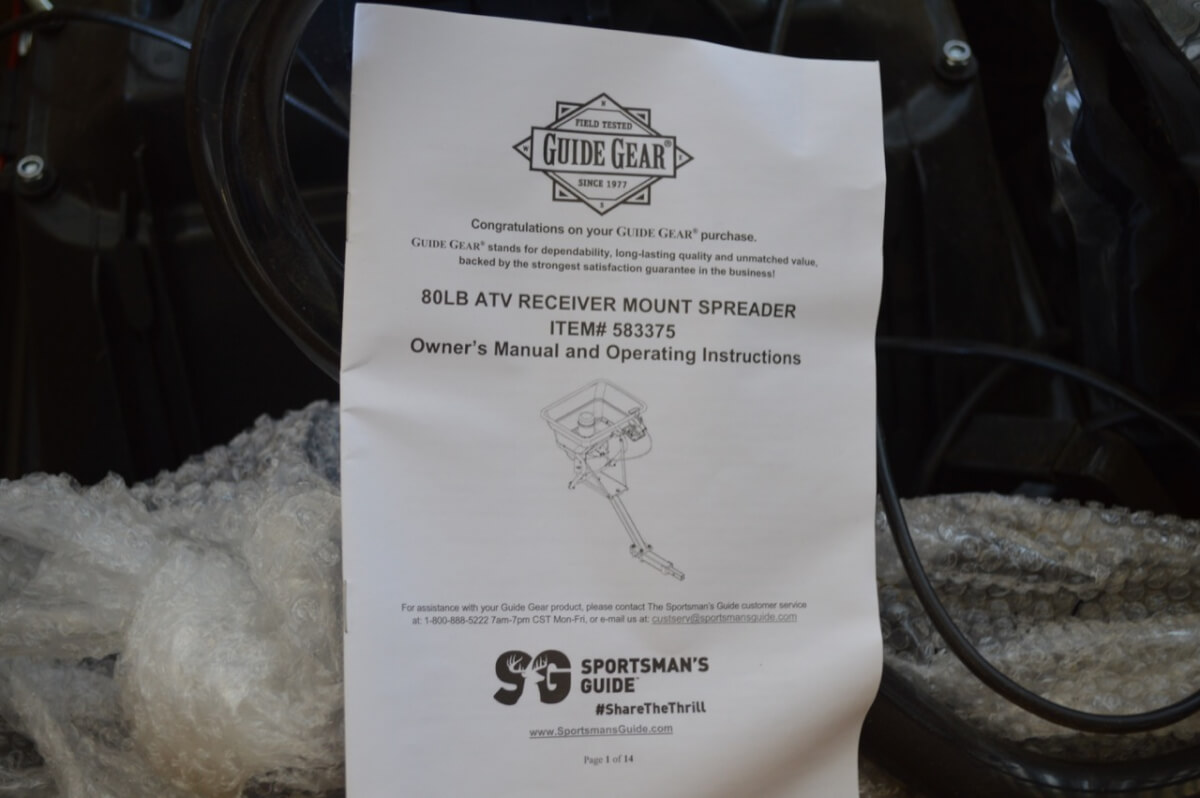 N
FIELD TESTED
W GUIDE GEAR® E
SINCE 1977
S
Congratulations on your GUIDE GEAR® purchase.
GUIDE GEAR® stands for dependability, long-lasting quality and unmatched value,
backed by the strongest satisfaction guarantee in the business!
80LB ATV RECEIVER MOUNT SPREADER
ITEM# 583375
Owner's Manual and Operating Instructions
For assistance with your Guide Gear product, please contact The Sportsman's Guide customer service
at: 1-800-888-5222 7am-7pm CST Mon-Fri, or e-mail us at: custserv@sportsmansguide.com
SG SPORTSMAN'S
GUIDE™
#ShareTheThrill
www.SportsmansGuide.com
Page 1 of 14